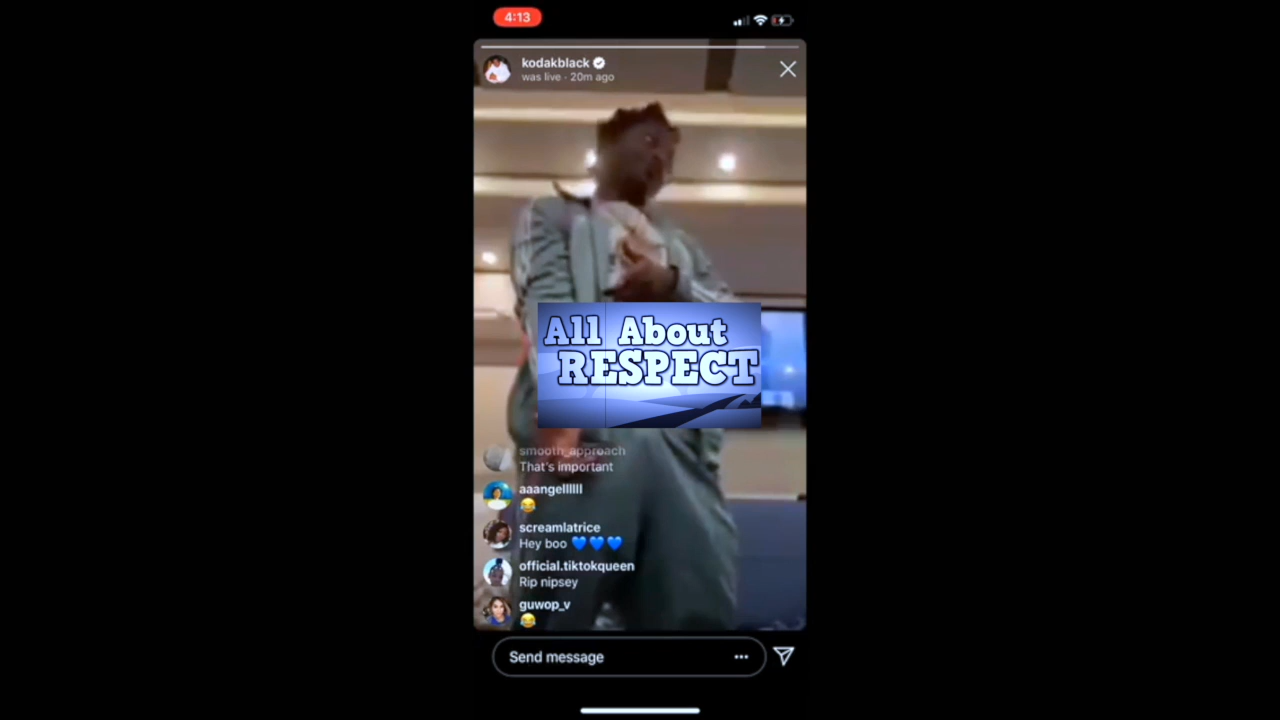 4:13
kodakblack
was live · 20m ago
All About
RESPECT
smooth_approach
That's important
aaangelllllll
😂
screamlatrice
Hey boo 💙💙💙
official.tiktokqueen
Rip nipsey
guwop_v
😂
Send message